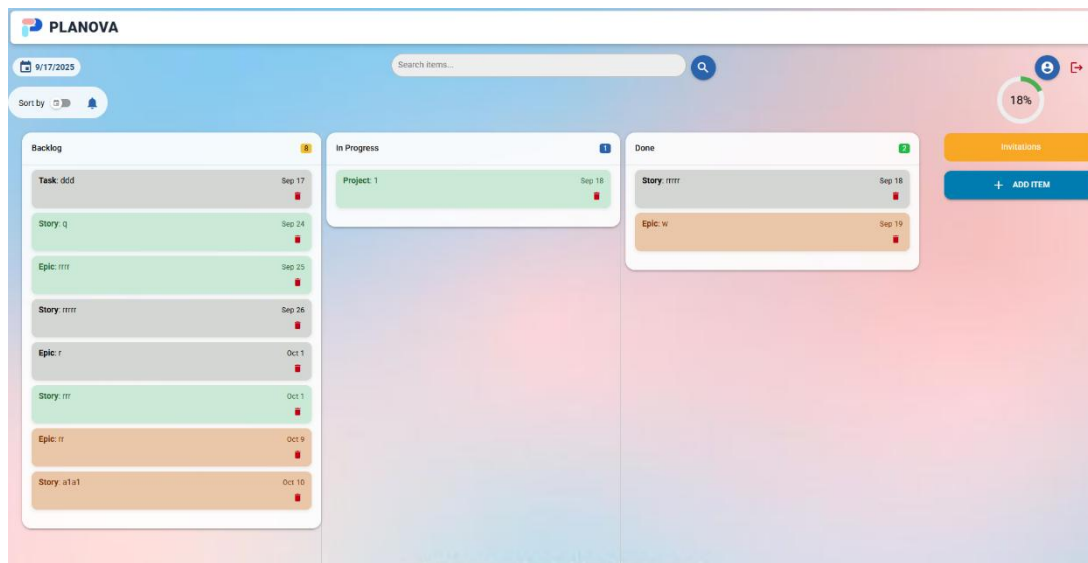 PLANOVA
9/17/2025
Search items...
Sort by
18%
Backlog 8
Task: ddd Sep 17
Story: q Sep 24
Epic: rrrr Sep 25
Story: rrrrr Sep 26
Epic: r Oct 1
Story: rrr Oct 1
Epic: rr Oct 9
Story: a1a1 Oct 10
In Progress 1
Project: 1 Sep 18
Done 2
Story: rrrrr Sep 18
Epic: w Sep 19
Invitations
+ ADD ITEM